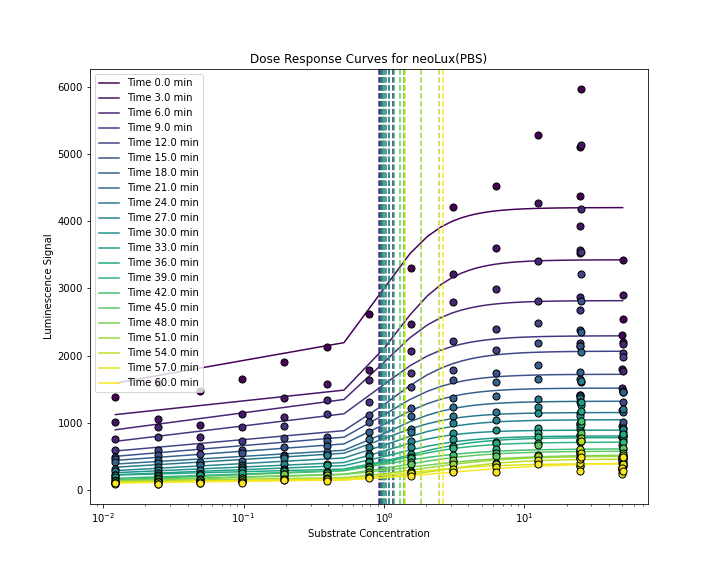 Dose Response Curves for neoLux(PBS)
Time 0.0 min
Time 3.0 min
Time 6.0 min
Time 9.0 min
Time 12.0 min
Time 15.0 min
Time 18.0 min
Time 21.0 min
Time 24.0 min
Time 27.0 min
Time 30.0 min
Time 33.0 min
Time 36.0 min
Time 39.0 min
Time 42.0 min
Time 45.0 min
Time 48.0 min
Time 51.0 min
Time 54.0 min
Time 57.0 min
Time 60.0 min
Luminescence Signal
6000
5000
4000
3000
2000
1000
0
10⁻² 10⁻¹ 10⁰ 10¹
Substrate Concentration